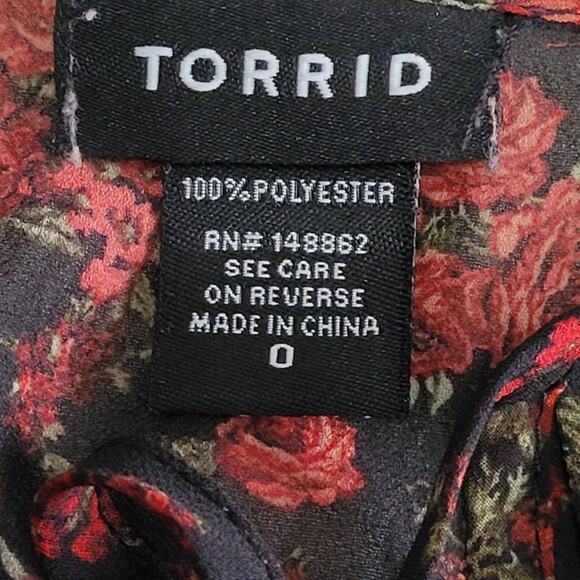 TORRID
100%POLYESTER
RN# 148862
SEE CARE
ON REVERSE
MADE IN CHINA
0